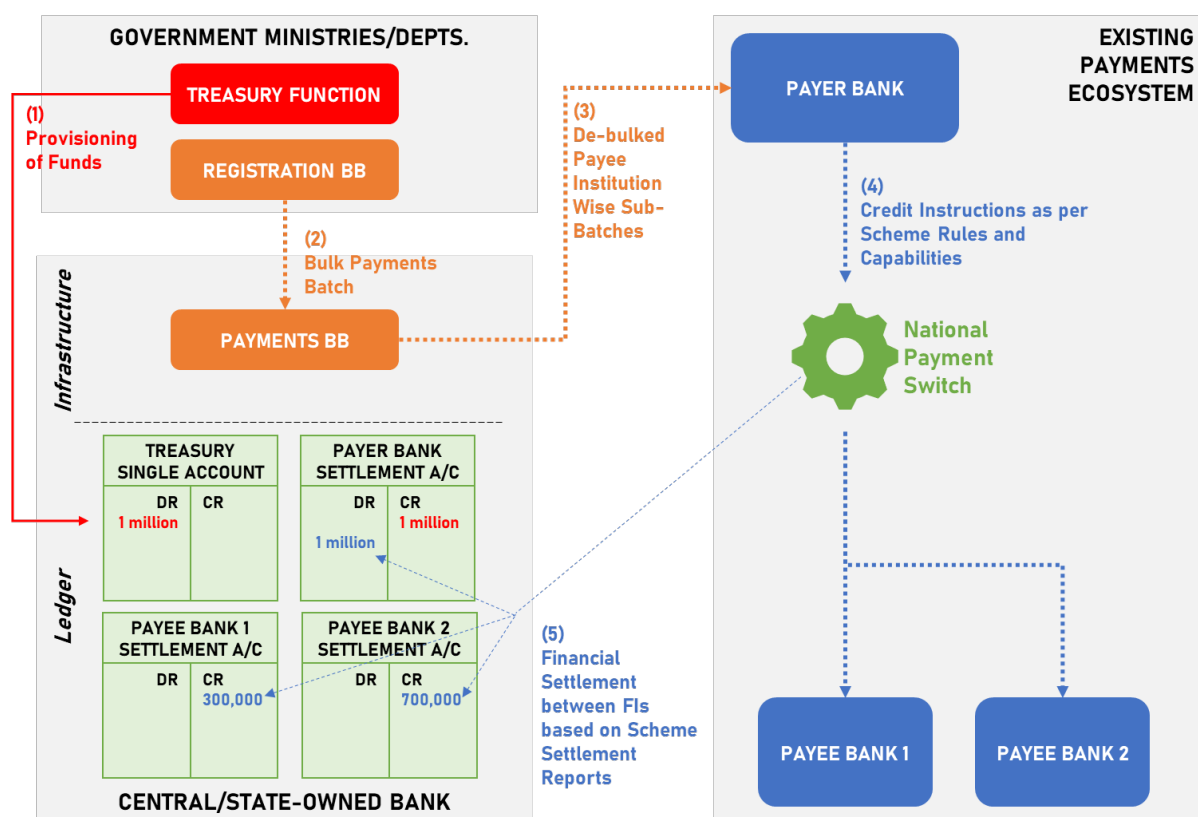 GOVERNMENT MINISTRIES/DEPTS.
TREASURY FUNCTION
(1)
Provisioning
of Funds
REGISTRATION BB
(2)
Bulk Payments
Batch
Infrastructure
PAYMENTS BB
(3)
De-bulked
Payee
Institution
Wise Sub-
Batches
EXISTING
PAYMENTS
ECOSYSTEM
PAYER BANK
(4)
Credit Instructions as per
Scheme Rules and
Capabilities
National
Payment
Switch
Ledger
TREASURY
SINGLE ACCOUNT
DR CR
1 million
PAYER BANK
SETTLEMENT A/C
DR CR
1 million
1 million
PAYEE BANK 1
SETTLEMENT A/C
DR CR
300,000
PAYEE BANK 2
SETTLEMENT A/C
DR CR
700,000
(5)
Financial
Settlement
between FIs
based on Scheme
Settlement
Reports
PAYEE BANK 1
PAYEE BANK 2
CENTRAL/STATE-OWNED BANK